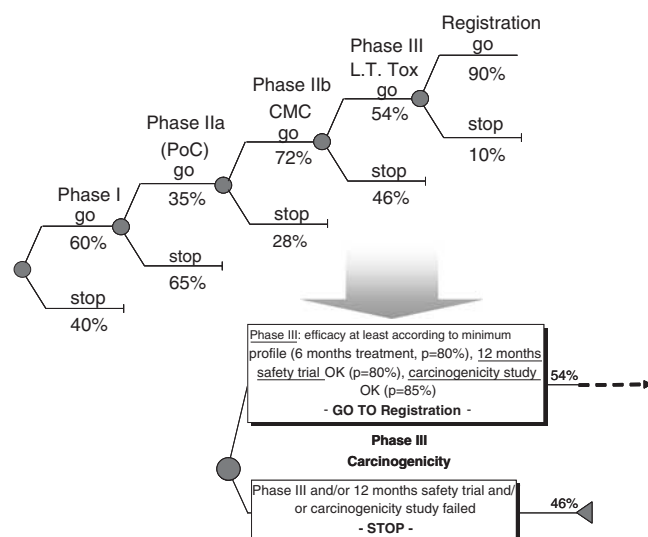 Registration
go
90%
stop
10%
Phase III
L.T. Tox
go
54%
stop
46%
Phase IIb
CMC
go
72%
stop
28%
Phase IIa
(PoC)
go
35%
stop
65%
Phase I
go
60%
stop
40%
Phase III: efficacy at least according to minimum
profile (6 months treatment, p=80%), 12 months
safety trial OK (p=80%), carcinogenicity study
OK (p=85%)
- GO TO Registration -
54%
Phase III
Carcinogenicity
Phase III and/or 12 months safety trial and/
or carcinogenicity study failed
- STOP -
46%